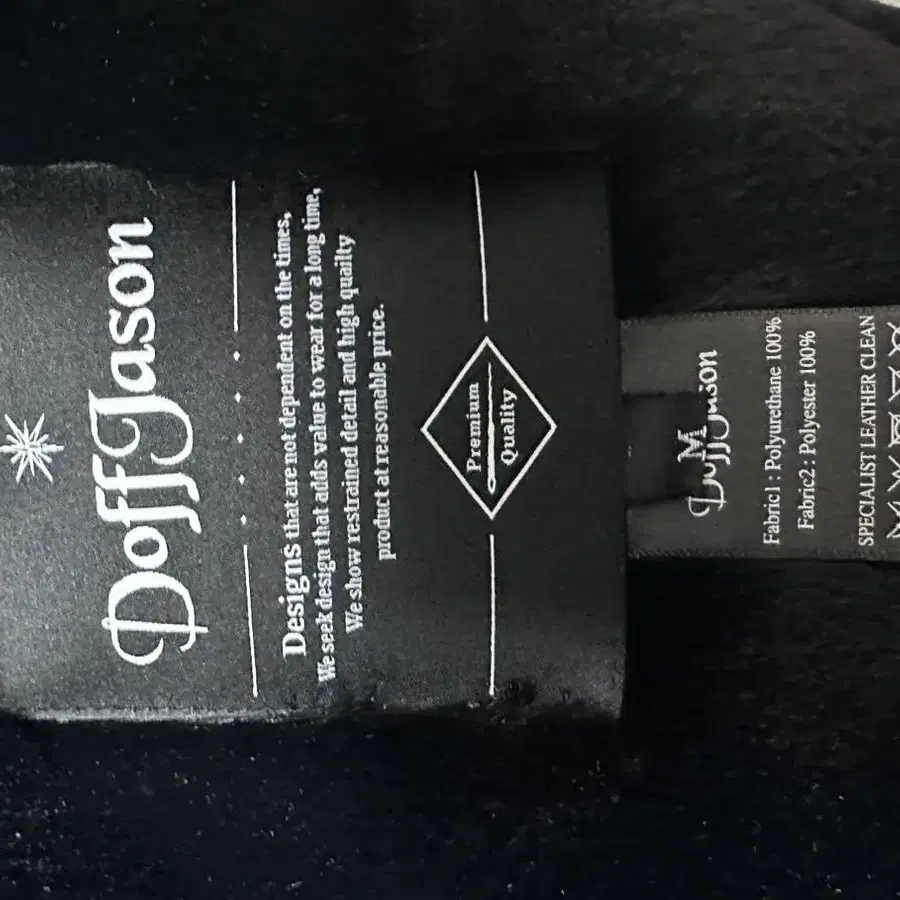 DoffJason
Designs that are not dependent on the times,
We seek design that adds value to wear for a long time,
We show restrained detail and high quailty
product at reasonable price.
Premium
Quality
M
DoffJason
Fabric1 : Polyurethane 100%
Fabric2 : Polyester 100%
SPECIALIST LEATHER CLEAN